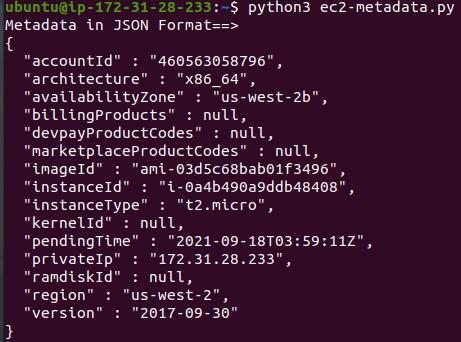 ubuntu@ip-172-31-28-233:~$ python3 ec2-metadata.py
Metadata in JSON Format==>
{
  "accountId" : "460563058796",
  "architecture" : "x86_64",
  "availabilityZone" : "us-west-2b",
  "billingProducts" : null,
  "devpayProductCodes" : null,
  "marketplaceProductCodes" : null,
  "imageId" : "ami-03d5c68bab01f3496",
  "instanceId" : "i-0a4b490a9ddb48408",
  "instanceType" : "t2.micro",
  "kernelId" : null,
  "pendingTime" : "2021-09-18T03:59:11Z",
  "privateIp" : "172.31.28.233",
  "ramdiskId" : null,
  "region" : "us-west-2",
  "version" : "2017-09-30"
}